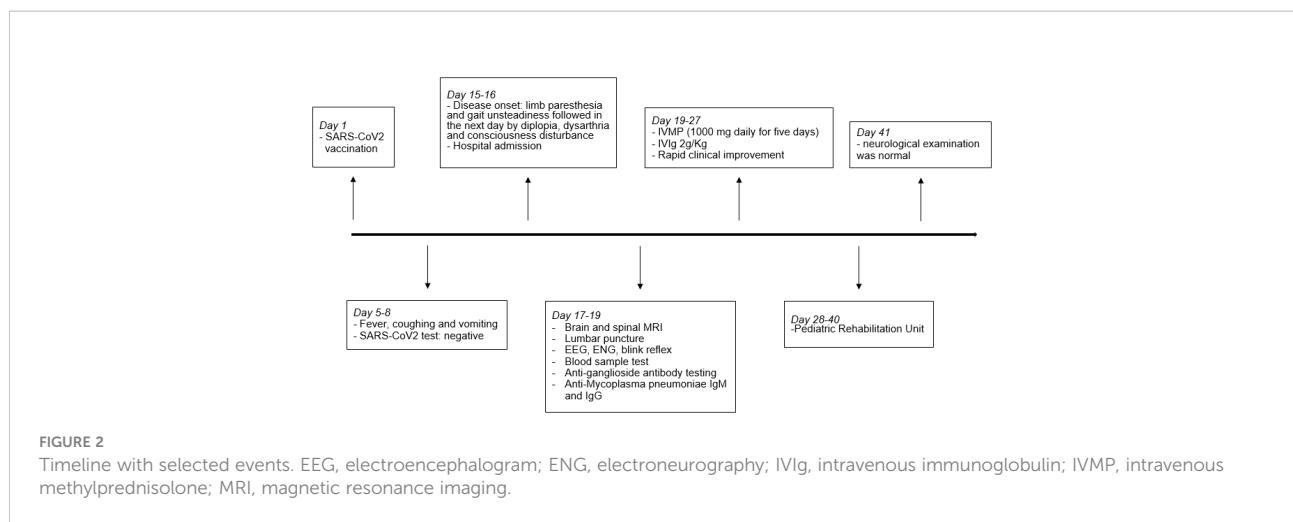 Day 1
- SARS-CoV2
vaccination
Day 15-16
- Disease onset: limb paresthesia
and gait unsteadiness followed in
the next day by diplopia, dysarthria
and consciousness disturbance
- Hospital admission
Day 19-27
- IVMP (1000 mg daily for five days)
- IVIg 2g/Kg
- Rapid clinical improvement
Day 41
- neurological examination
was normal
Day 5-8
- Fever, coughing and vomiting
- SARS-CoV2 test: negative
Day 17-19
- Brain and spinal MRI
- Lumbar puncture
- EEG, ENG, blink reflex
- Blood sample test
- Anti-ganglioside antibody testing
- Anti-Mycoplasma pneumoniae IgM
and IgG
Day 28-40
-Pediatric Rehabilitation Unit
FIGURE 2
Timeline with selected events. EEG, electroencephalogram; ENG, electroneurography; IVIg, intravenous immunoglobulin; IVMP, intravenous
methylprednisolone; MRI, magnetic resonance imaging.